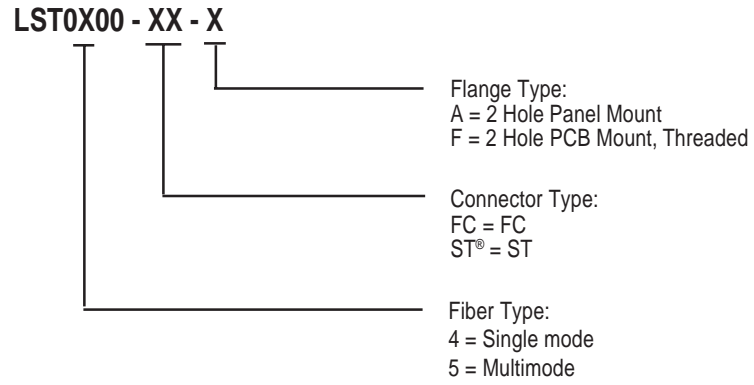 LST0X00 - XX - X
Flange Type:
A = 2 Hole Panel Mount
F = 2 Hole PCB Mount, Threaded
Connector Type:
FC = FC
ST® = ST
Fiber Type:
4 = Single mode
5 = Multimode